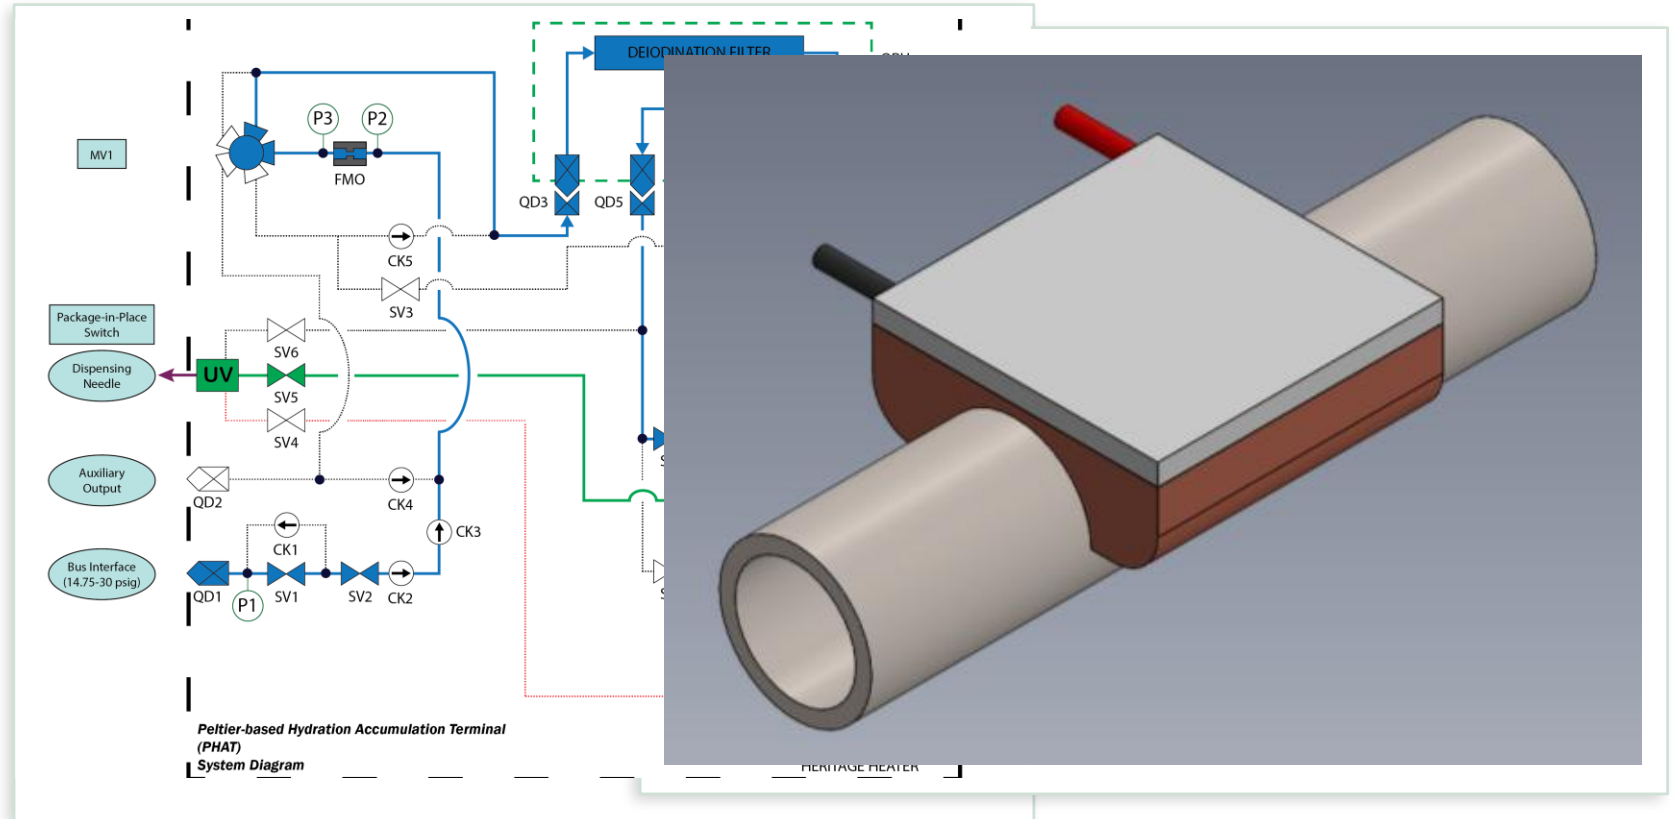 DEIODINATION FILTER
P3
P2
MV1
FMO
QD3
QD5
CK5
SV3
Package-in-Place
Switch
SV6
Dispensing
Needle
UV
SV5
SV4
Auxiliary
Output
QD2
CK4
CK1
CK3
Bus Interface
(14.75-30 psig)
QD1
P1
SV1
SV2
CK2
Peltier-based Hydration Accumulation Terminal
(PHAT)
System Diagram
HERITAGE HEATER